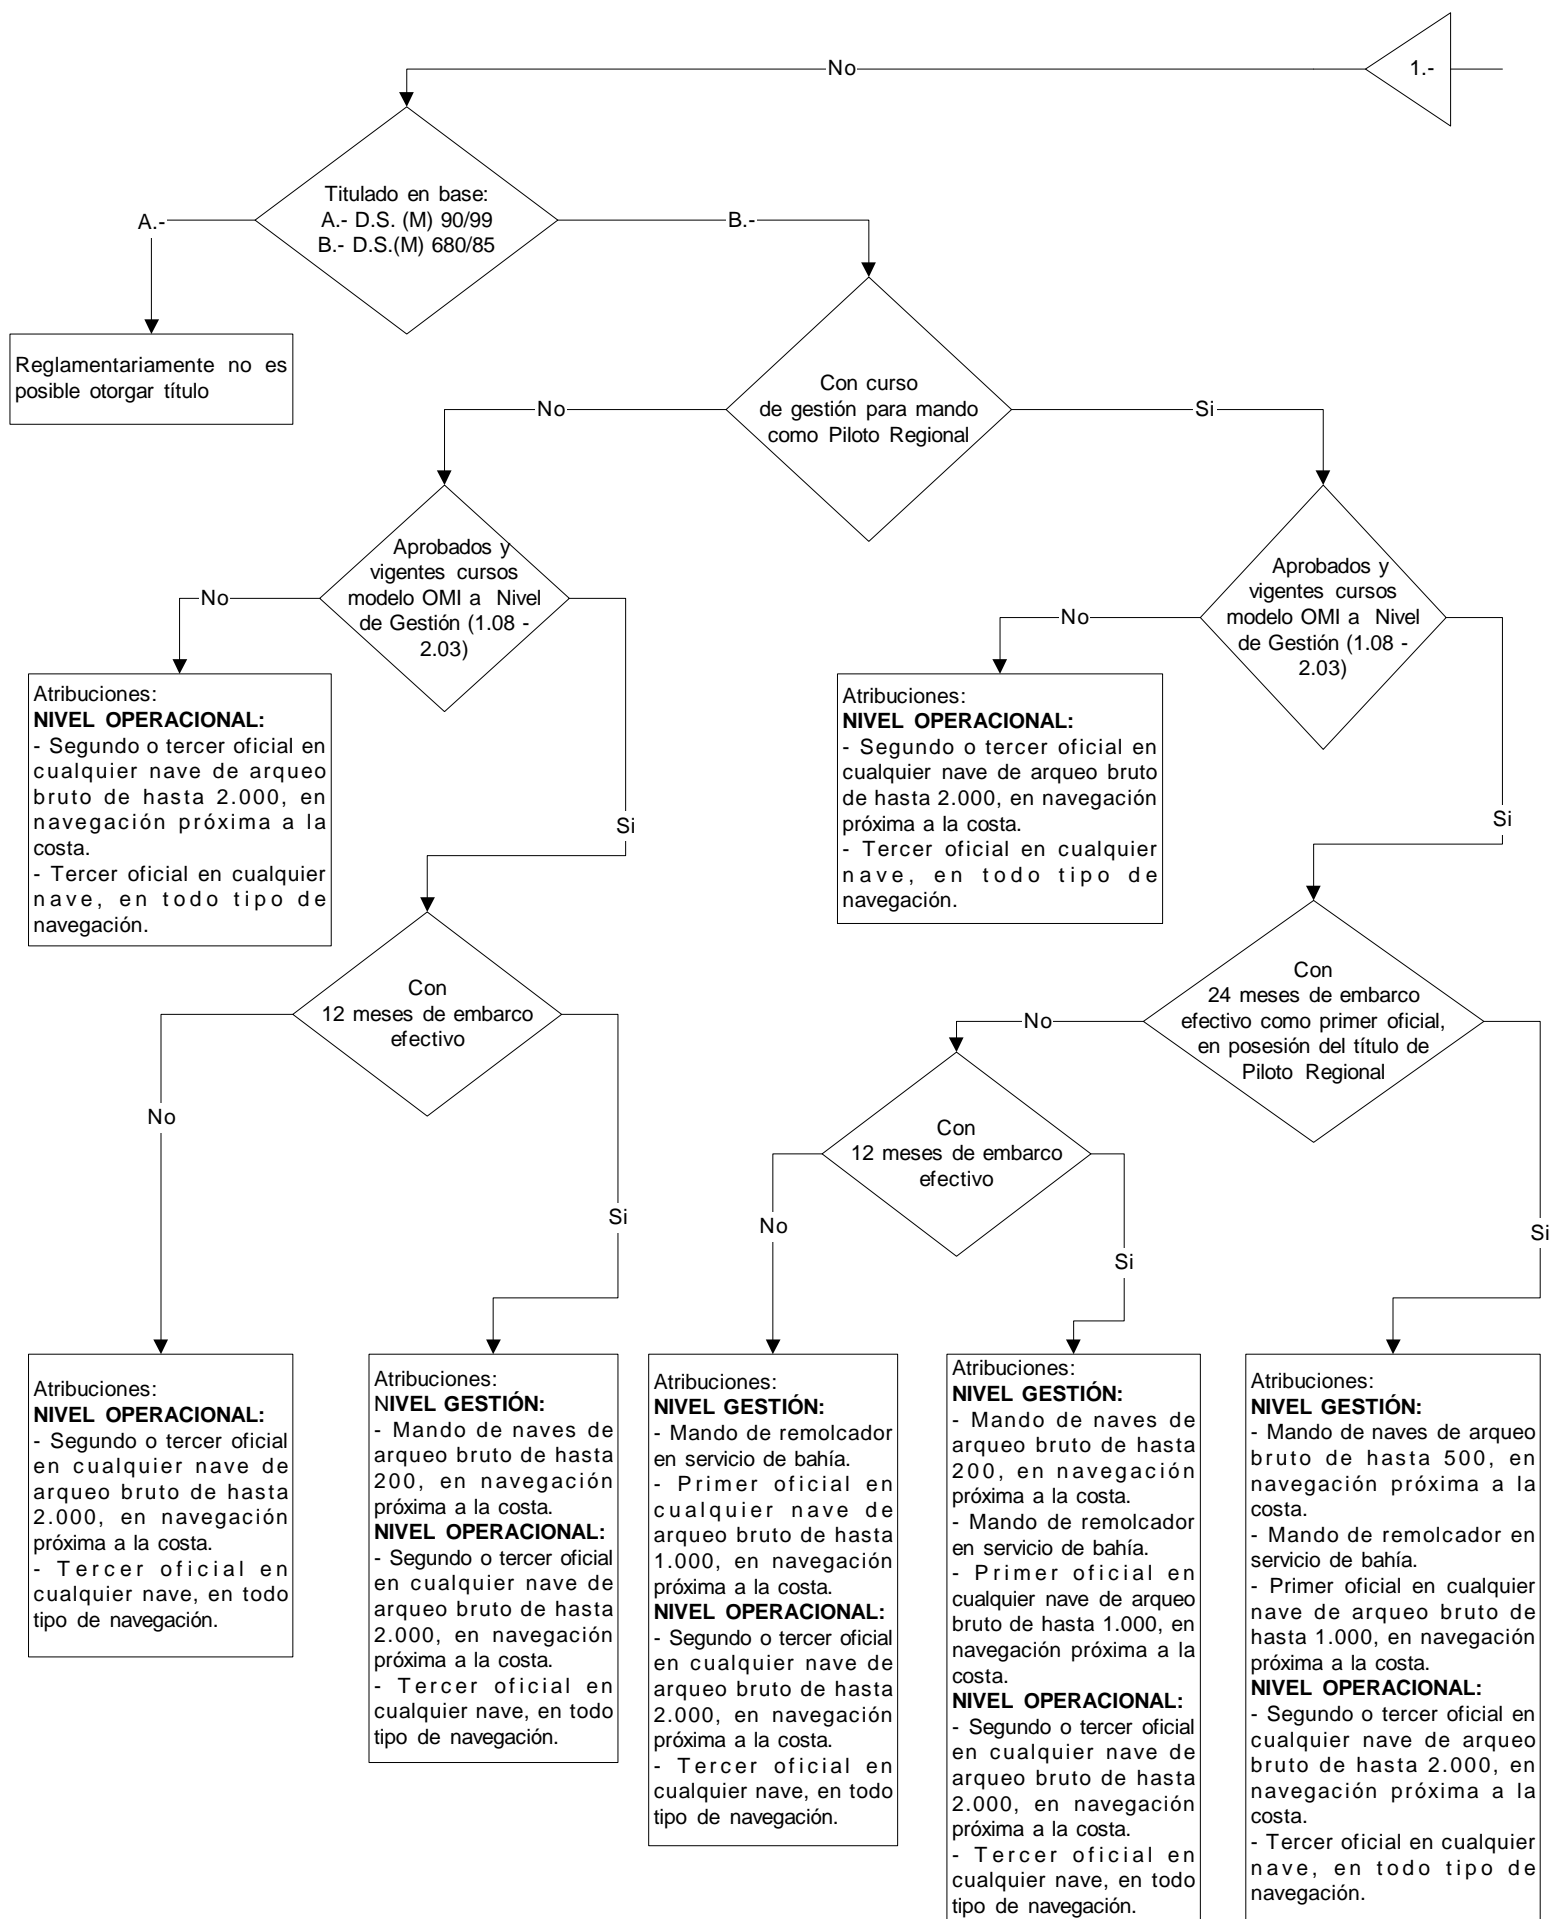 No
1.-
Titulado en base:
A.- D.S. (M) 90/99
B.- D.S.(M) 680/85
A.-
B.-
Reglamentariamente no es
posible otorgar título
Con curso
de gestión para mando
como Piloto Regional
No
Si
Aprobados y
vigentes cursos
modelo OMI a Nivel
de Gestión (1.08 -
2.03)
No
Si
Aprobados y
vigentes cursos
modelo OMI a Nivel
de Gestión (1.08 -
2.03)
No
Si
Atribuciones:
NIVEL OPERACIONAL:
- Segundo o tercer oficial en
cualquier nave de arqueo
bruto de hasta 2.000, en
navegación próxima a la
costa.
- Tercer oficial en cualquier
nave, en todo tipo de
navegación.
Atribuciones:
NIVEL OPERACIONAL:
- Segundo o tercer oficial en
cualquier nave de arqueo bruto
de hasta 2.000, en navegación
próxima a la costa.
- Tercer oficial en cualquier
nave, en todo tipo de
navegación.
Con
12 meses de embarco
efectivo
No
Si
Con
24 meses de embarco
efectivo como primer oficial,
en posesión del título de
Piloto Regional
No
Si
Con
12 meses de embarco
efectivo
No
Si
Atribuciones:
NIVEL OPERACIONAL:
- Segundo o tercer oficial
en cualquier nave de
arqueo bruto de hasta
2.000, en navegación
próxima a la costa.
- Tercer oficial en
cualquier nave, en todo
tipo de navegación.
Atribuciones:
NIVEL GESTIÓN:
- Mando de naves de
arqueo bruto de hasta
200, en navegación
próxima a la costa.
NIVEL OPERACIONAL:
- Segundo o tercer oficial
en cualquier nave de
arqueo bruto de hasta
2.000, en navegación
próxima a la costa.
- Tercer oficial en
cualquier nave, en todo
tipo de navegación.
Atribuciones:
NIVEL GESTIÓN:
- Mando de remolcador
en servicio de bahía.
- Primer oficial en
cualquier nave de
arqueo bruto de hasta
1.000, en navegación
próxima a la costa.
NIVEL OPERACIONAL:
- Segundo o tercer oficial
en cualquier nave de
arqueo bruto de hasta
2.000, en navegación
próxima a la costa.
- Tercer oficial en
cualquier nave, en todo
tipo de navegación.
Atribuciones:
NIVEL GESTIÓN:
- Mando de naves de
arqueo bruto de hasta
200, en navegación
próxima a la costa.
- Mando de remolcador
en servicio de bahía.
- Primer oficial en
cualquier nave de arqueo
bruto de hasta 1.000, en
navegación próxima a la
costa.
NIVEL OPERACIONAL:
- Segundo o tercer oficial
en cualquier nave de
arqueo bruto de hasta
2.000, en navegación
próxima a la costa.
- Tercer oficial en
cualquier nave, en todo
tipo de navegación.
Atribuciones:
NIVEL GESTIÓN:
- Mando de naves de arqueo
bruto de hasta 500, en
navegación próxima a la
costa.
- Mando de remolcador en
servicio de bahía.
- Primer oficial en cualquier
nave de arqueo bruto de
hasta 1.000, en navegación
próxima a la costa.
NIVEL OPERACIONAL:
- Segundo o tercer oficial en
cualquier nave de arqueo
bruto de hasta 2.000, en
navegación próxima a la
costa.
- Tercer oficial en cualquier
nave, en todo tipo de
navegación.